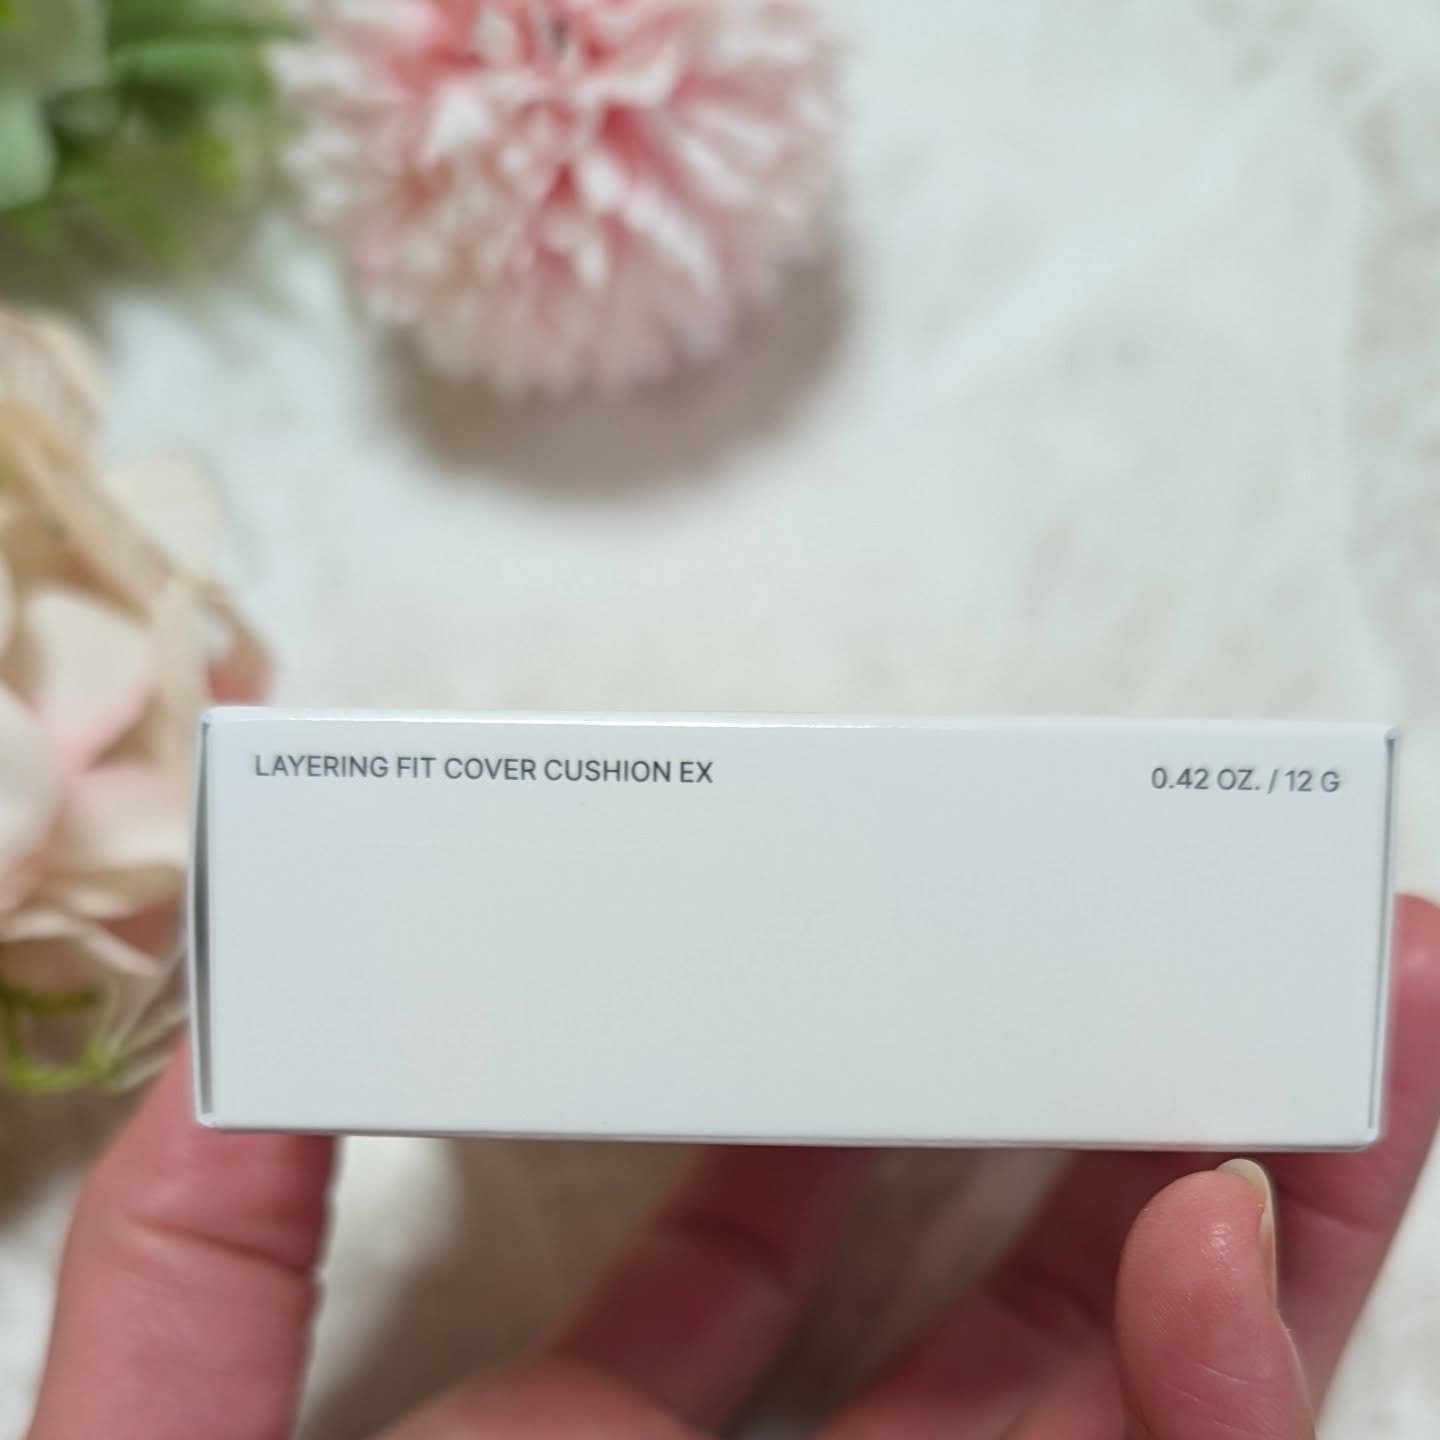 LAYERING FIT COVER CUSHION EX
0.42 OZ. / 12 G